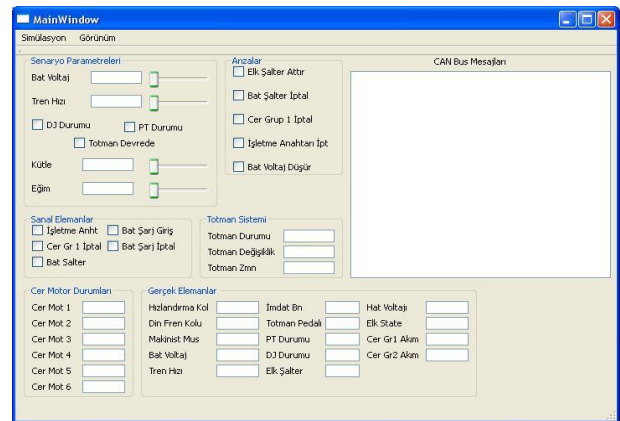 MainWindow
Simülasyon Görünüm
Senaryo Parametreleri
Bat Voltaj
Tren Hızı
DJ Durumu PT Durumu
Totman Devrede
Kütle
Eğim
Arızalar
Elk Şalter Attır
Bat Şalter İptal
Cer Grup 1 İptal
İşletme Anahtarı İpt
Bat Voltaj Düşür
CAN Bus Mesajları
Sanal Elemanlar
İşletme Anht Bat Şarj Giriş
Cer Gr 1 İptal Bat Şarj İptal
Bat Salter
Totman Sistemi
Totman Durumu
Totman Değişiklik
Totman Zmn
Cer Motor Durumları
Cer Mot 1
Cer Mot 2
Cer Mot 3
Cer Mot 4
Cer Mot 5
Cer Mot 6
Gerçek Elemanlar
Hızlandırma Kol İmdat Bn Hat Voltajı
Din Fren Kolu Totman Pedalı Elk State
Makinist Mus PT Durumu Cer Gr1 Akım
Bat Voltaj DJ Durumu Cer Gr2 Akım
Tren Hızı Elk Şalter